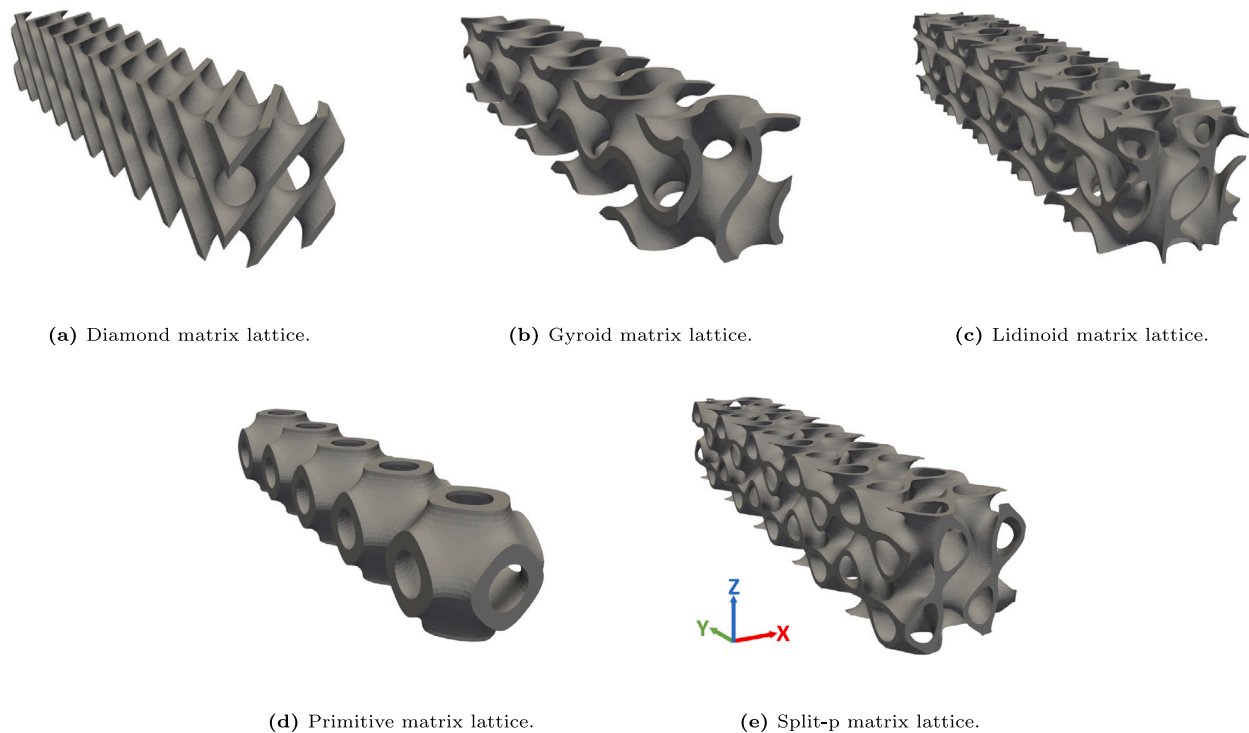 (a) Diamond matrix lattice.
(b) Gyroid matrix lattice.
(c) Lidinoid matrix lattice.
Z
Y
X
(d) Primitive matrix lattice.
(e) Split-p matrix lattice.